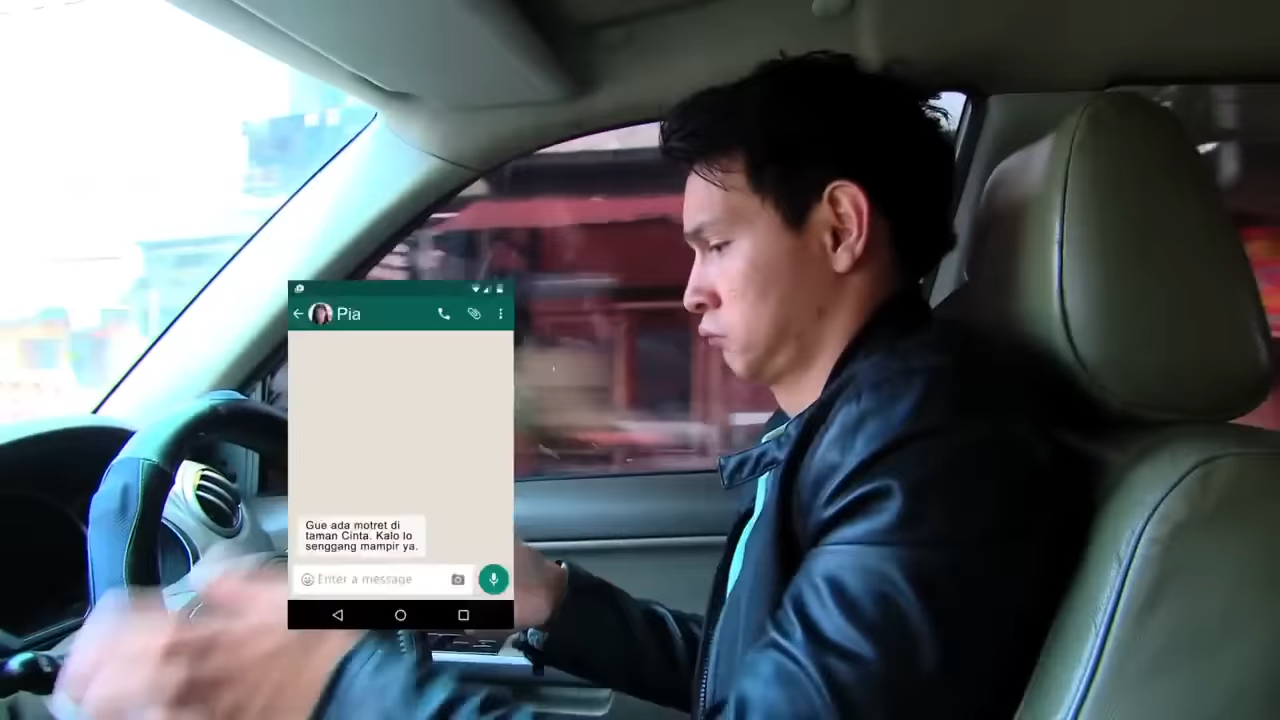 Pia
Gue ada motret di
taman Cinta. Kalo lo
senggang mampir ya.
Enter a message